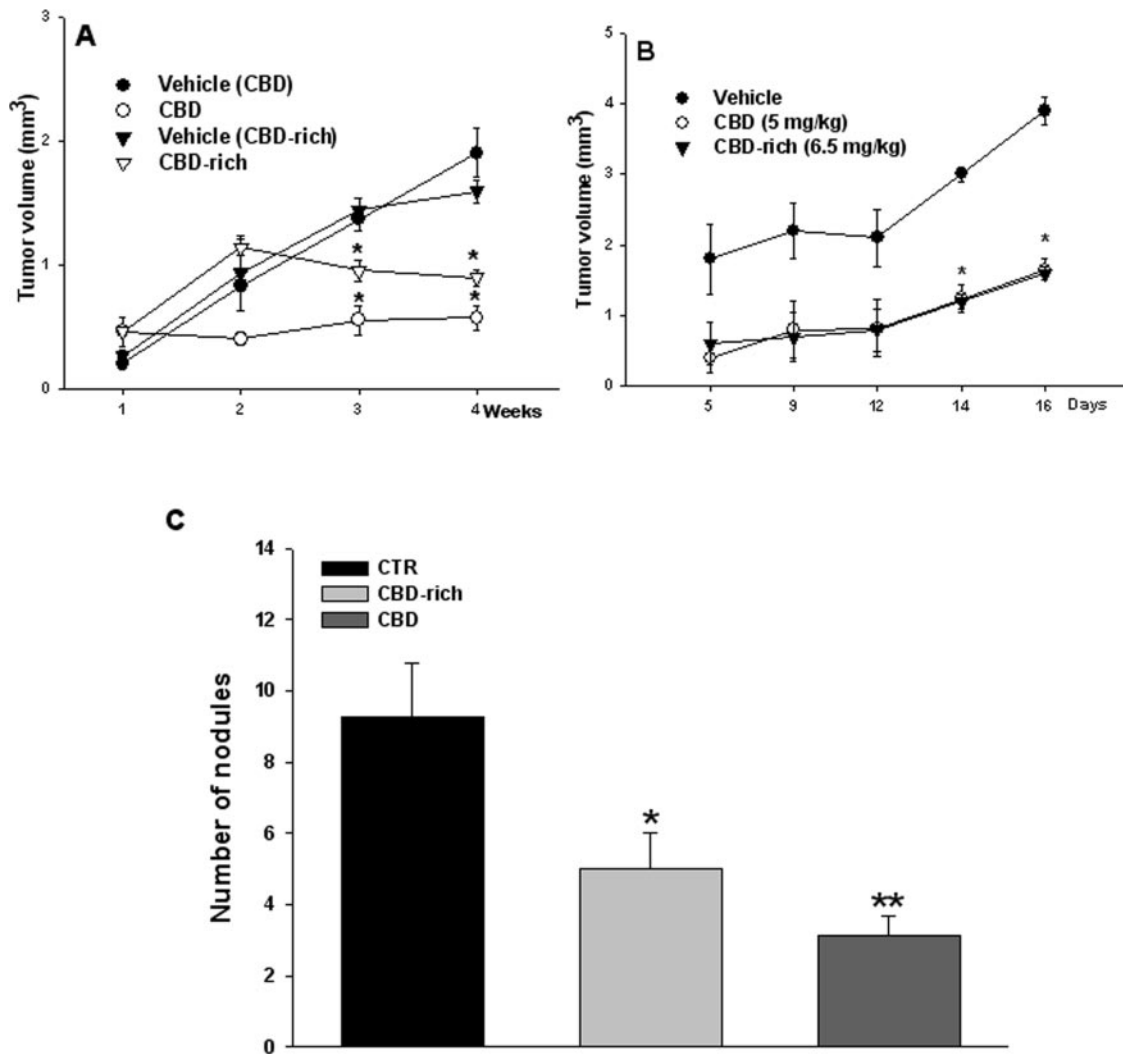 A
Tumor volume (mm3)
3
2
1
0
Vehicle (CBD)
CBD
Vehicle (CBD-rich)
CBD-rich
*
*
*
*
1 2 3 4 Weeks
B
Tumor volume (mm3)
5
4
3
2
1
0
Vehicle
CBD (5 mg/kg)
CBD-rich (6.5 mg/kg)
*
*
5 9 12 14 16 Days
C
Number of nodules
14
12
10
8
6
4
2
0
CTR
CBD-rich
CBD
*
**